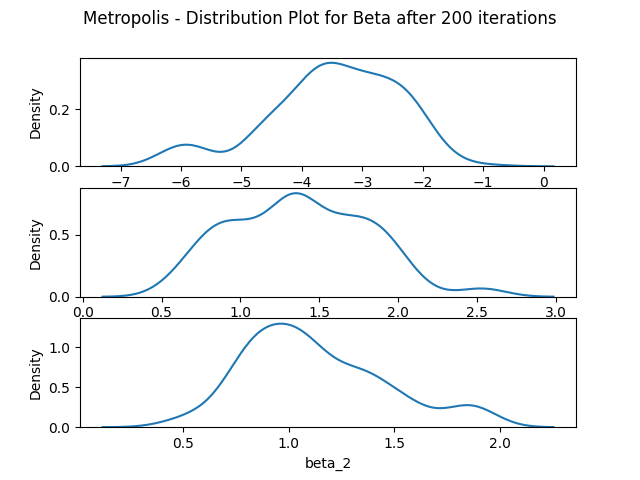 Metropolis - Distribution Plot for Beta after 200 iterations
Density
0.2
0.0
−7 −6 −5 −4 −3 −2 −1 0
Density
0.5
0.0
0.0 0.5 1.0 1.5 2.0 2.5 3.0
Density
1.0
0.5
0.0
0.5 1.0 1.5 2.0
beta_2